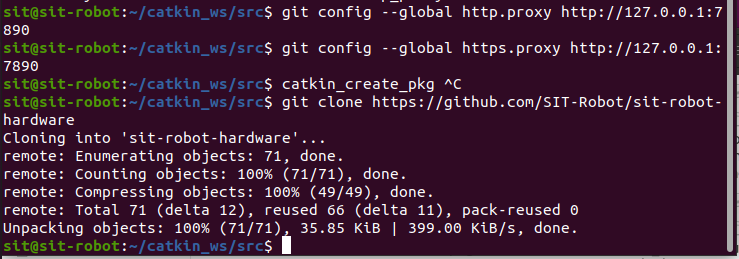 sit@sit-robot:~/catkin_ws/src$ git config --global http.proxy http://127.0.0.1:7
890
sit@sit-robot:~/catkin_ws/src$ git config --global https.proxy http://127.0.0.1:
7890
sit@sit-robot:~/catkin_ws/src$ catkin_create_pkg ^C
sit@sit-robot:~/catkin_ws/src$ git clone https://github.com/SIT-Robot/sit-robot-
hardware
Cloning into 'sit-robot-hardware'...
remote: Enumerating objects: 71, done.
remote: Counting objects: 100% (71/71), done.
remote: Compressing objects: 100% (49/49), done.
remote: Total 71 (delta 12), reused 66 (delta 11), pack-reused 0
Unpacking objects: 100% (71/71), 35.85 KiB | 399.00 KiB/s, done.
sit@sit-robot:~/catkin_ws/src$